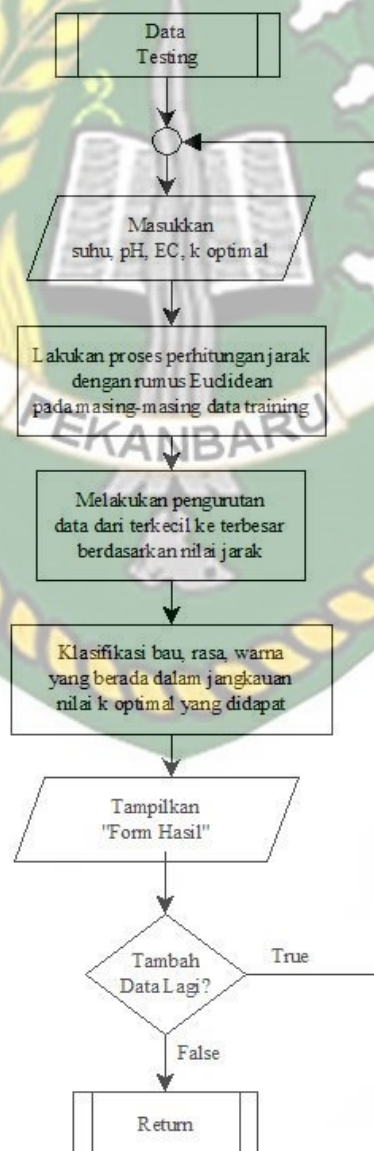 Data
Testing
Masukkan
suhu, pH, EC, k optimal
Lakukan proses perhitungan jarak
dengan rumus Euclidean
pada masing-masing data training
PEKANBARU
Melakukan pengurutan
data dari terkecil ke terbesar
berdasarkan nilai jarak
Klasifikasi bau, rasa, warna
yang berada dalam jangkauan
nilai k optimal yang didapat
Tampilkan
"Form Hasil"
Tambah
Data Lagi?
True
False
Return